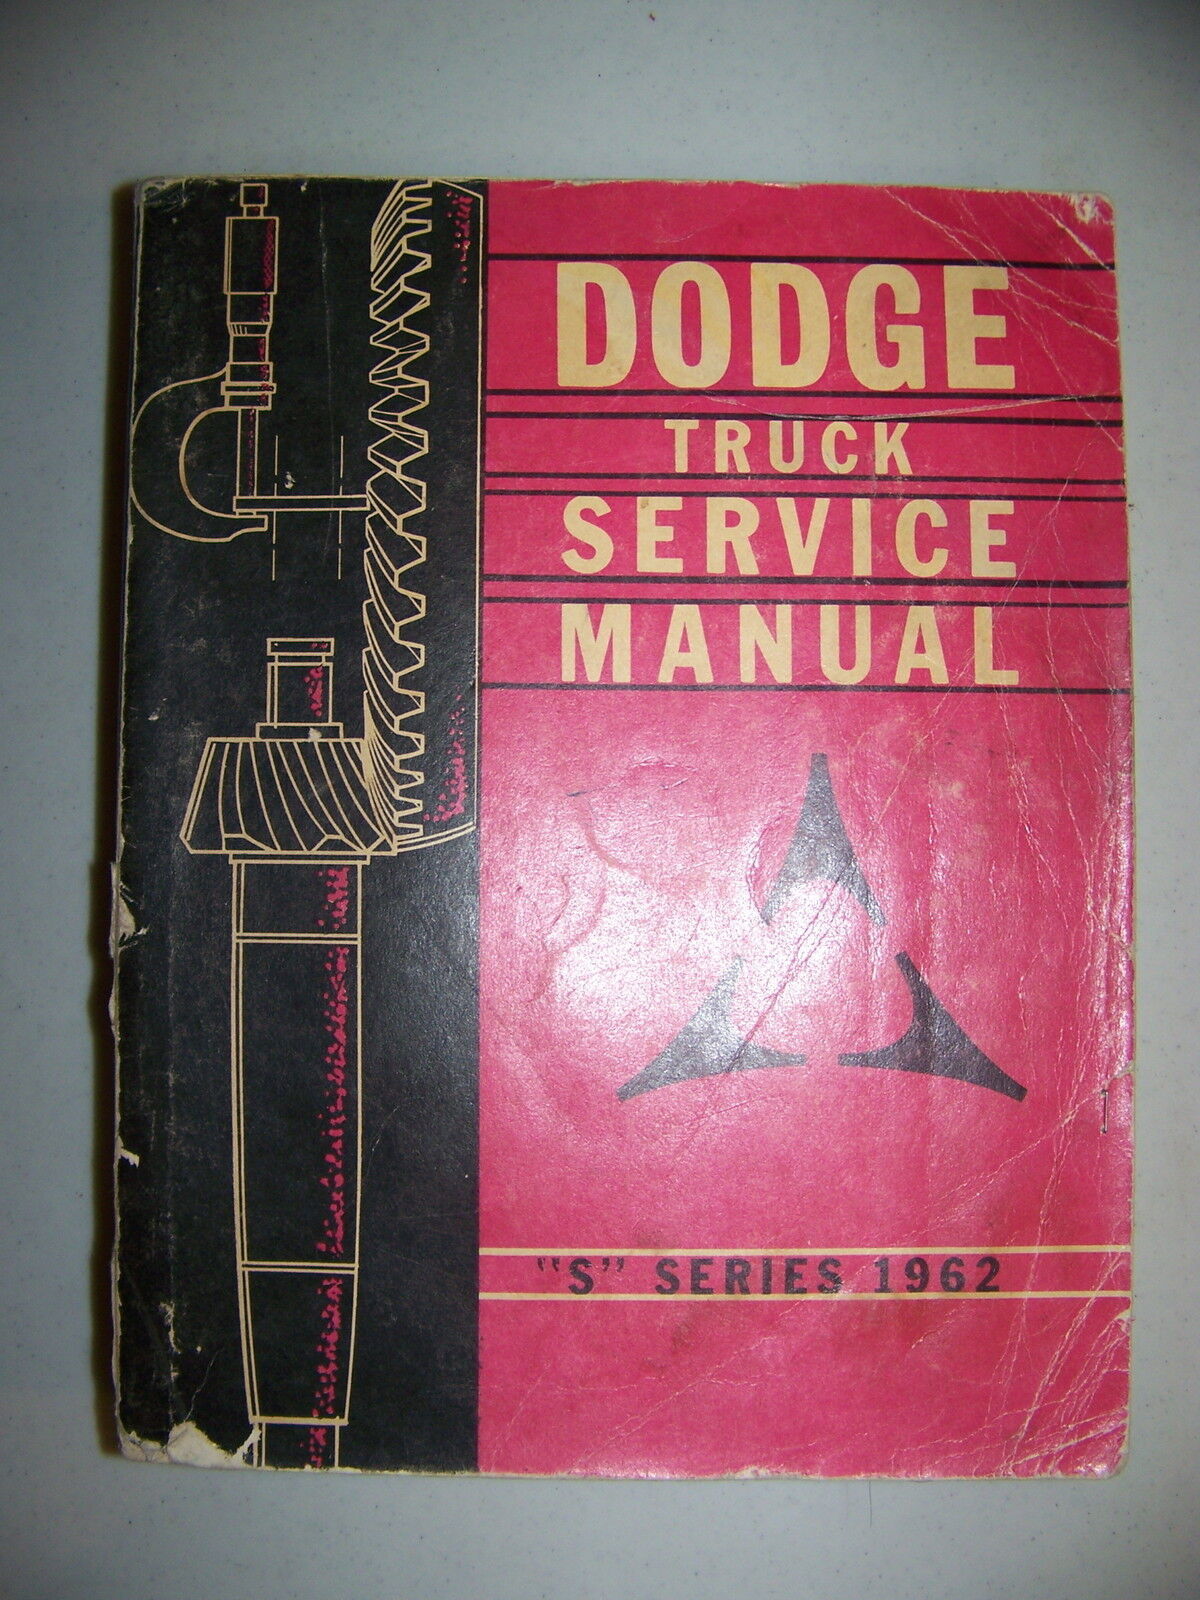 DODGE
TRUCK
SERVICE
MANUAL
"S" SERIES 1962